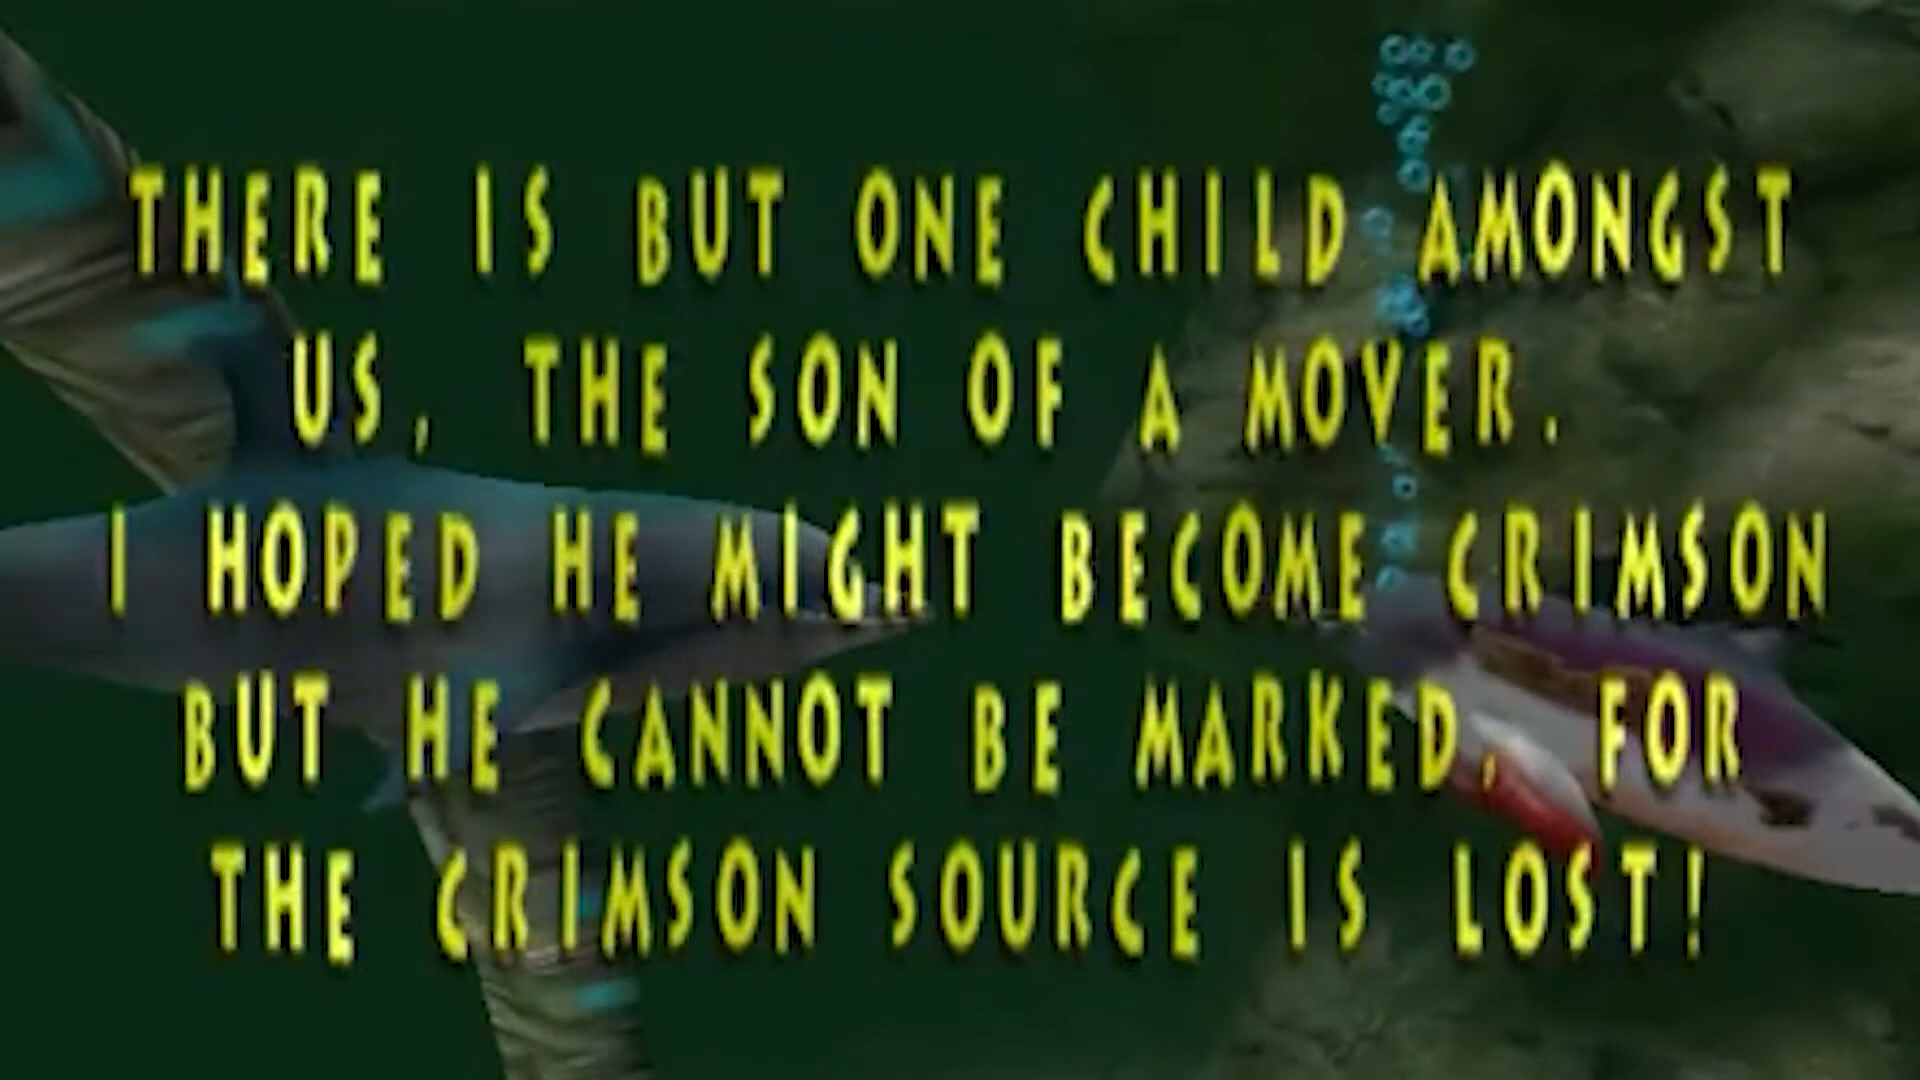 THERE IS BUT ONE CHILD AMONGST
US, THE SON OF A MOVER.
I HOPED HE MIGHT BECOME CRIMSON
BUT HE CANNOT BE MARKED, FOR
THE CRIMSON SOURCE IS LOST!